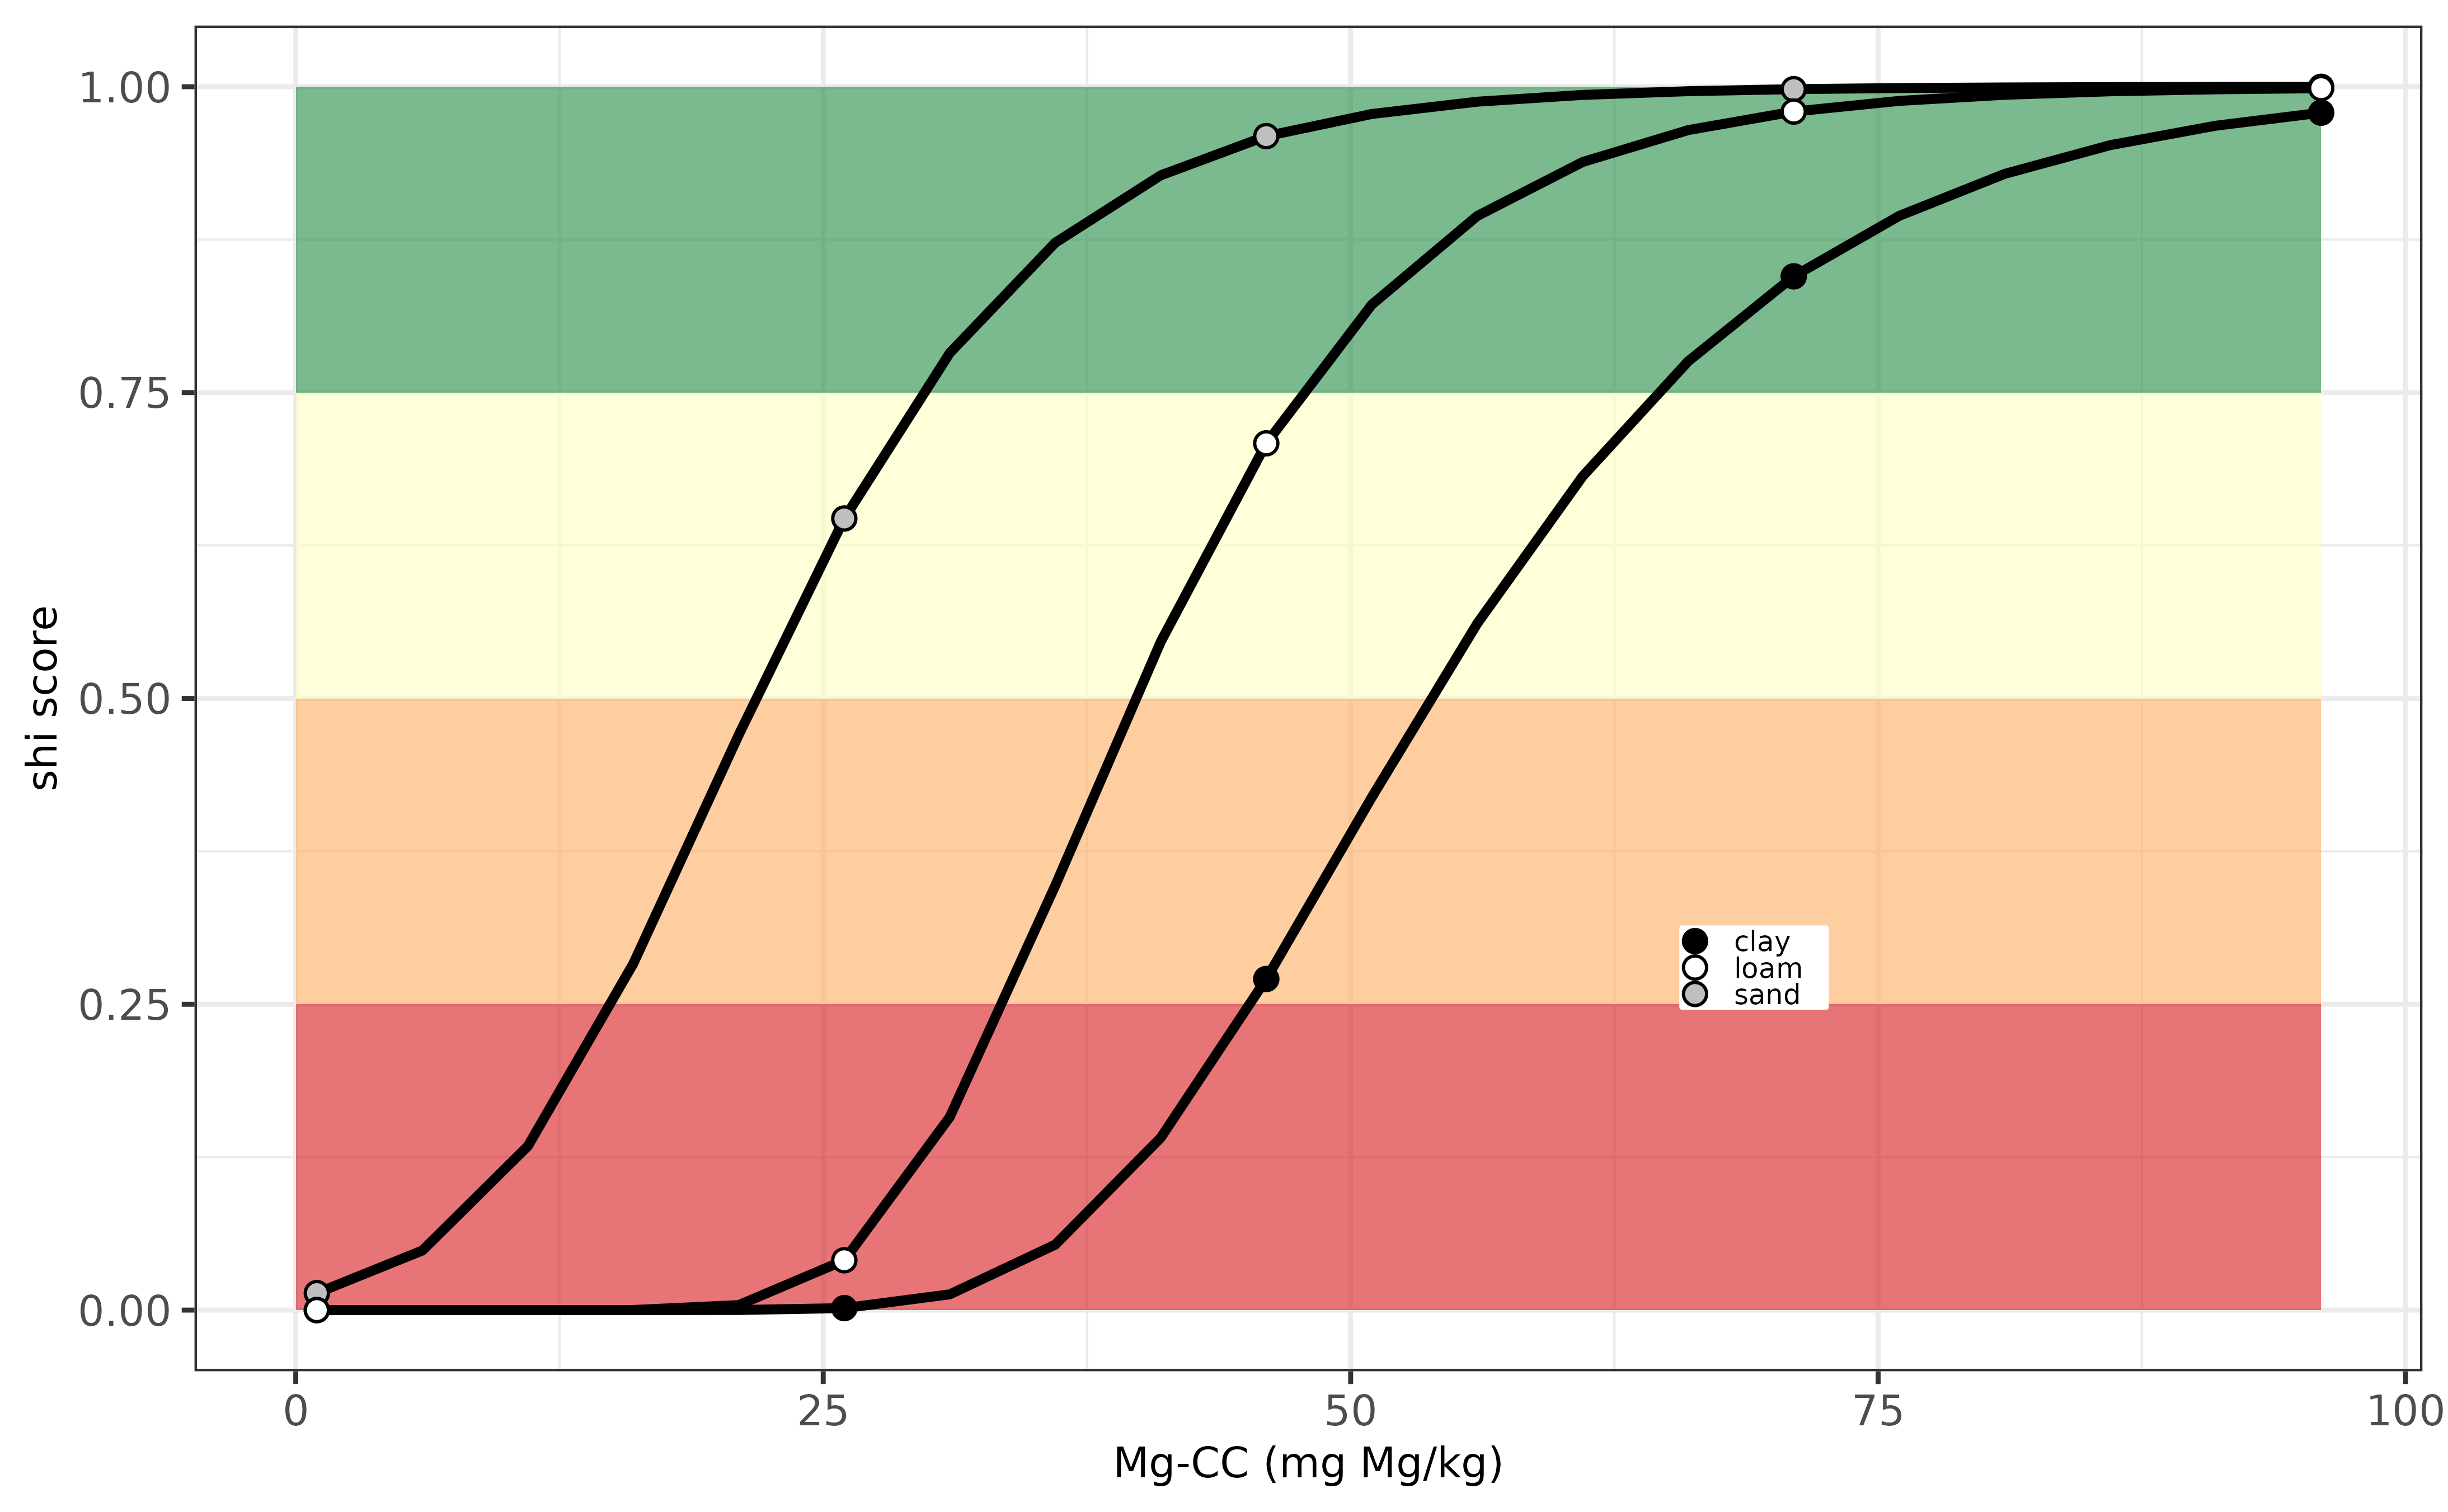 1.00
0.75
0.50
0.25
0.00
shi score
clay
loam
sand
0 25 50 75 100
Mg-CC (mg Mg/kg)